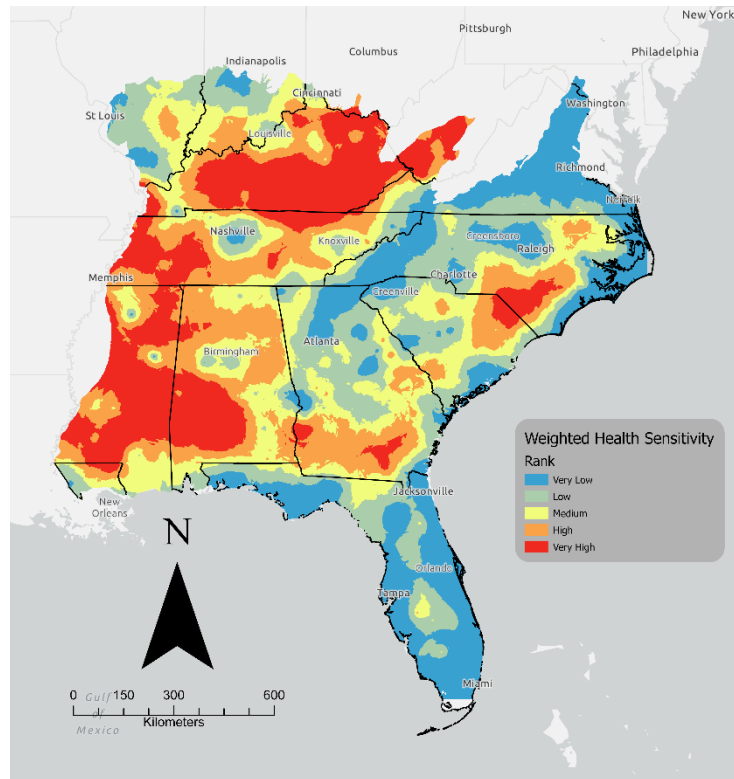 New York
Pittsburgh
Columbus
Indianapolis
Philadelphia
Cincinnati
Washington
St Louis
Louisville
Richmond
Norfolk
Nashville
Greensboro
Knoxville
Raleigh
Charlotte
Memphis
Greenville
Atlanta
Birmingham
Weighted Health Sensitivity
Rank
Very Low
Low
Medium
High
Very High
Jacksonville
New
Orleans
N
Orlando
Tampa
Miami
0 150 300 600
Kilometers
Gulf
of
Mexico